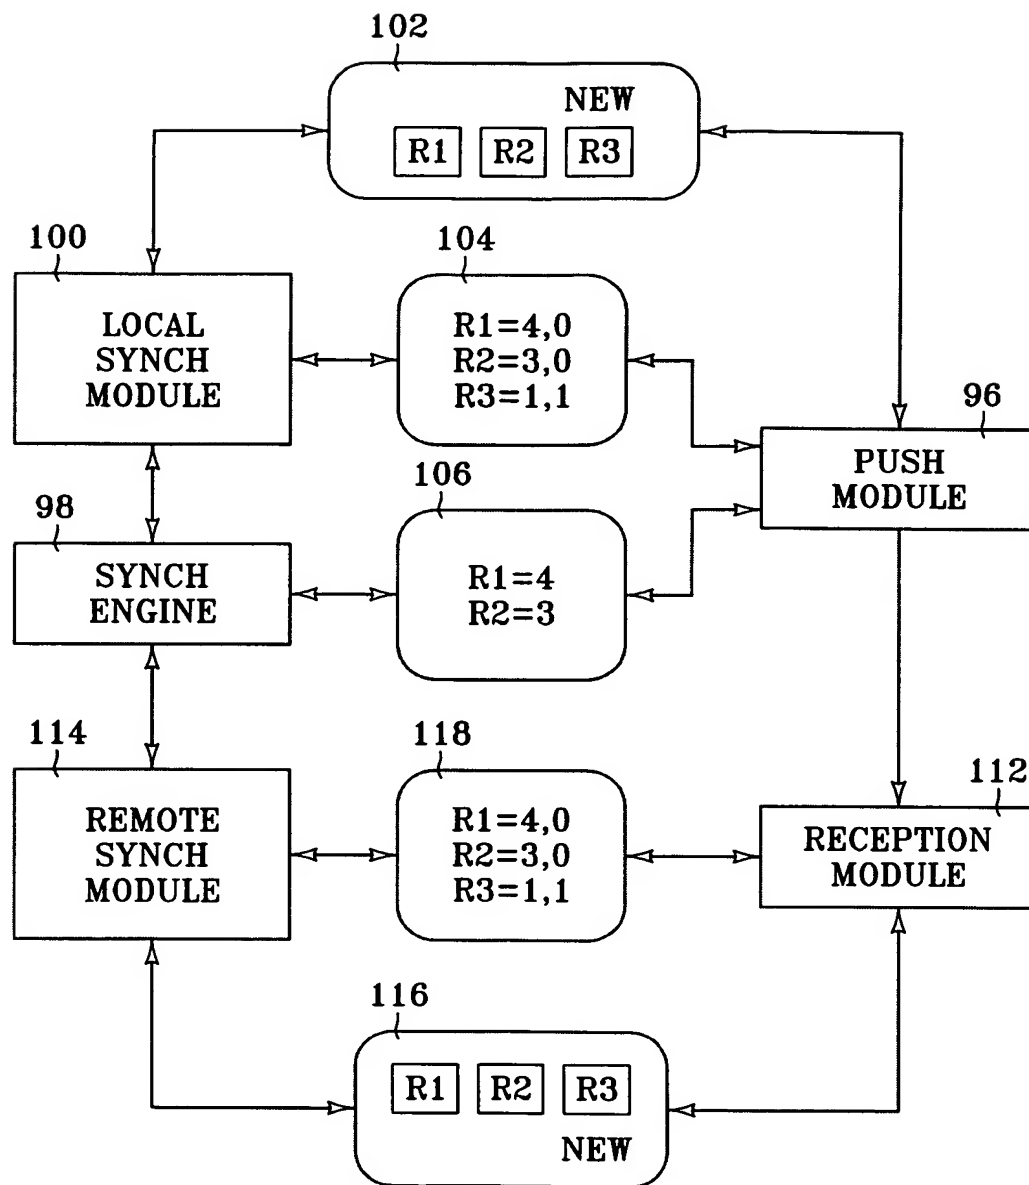 102
NEW
R1 R2 R3
100
LOCAL
SYNCH
MODULE
104
R1=4,0
R2=3,0
R3=1,1
96
PUSH
MODULE
98
SYNCH
ENGINE
106
R1=4
R2=3
114
REMOTE
SYNCH
MODULE
118
R1=4,0
R2=3,0
R3=1,1
112
RECEPTION
MODULE
116
R1 R2 R3
NEW